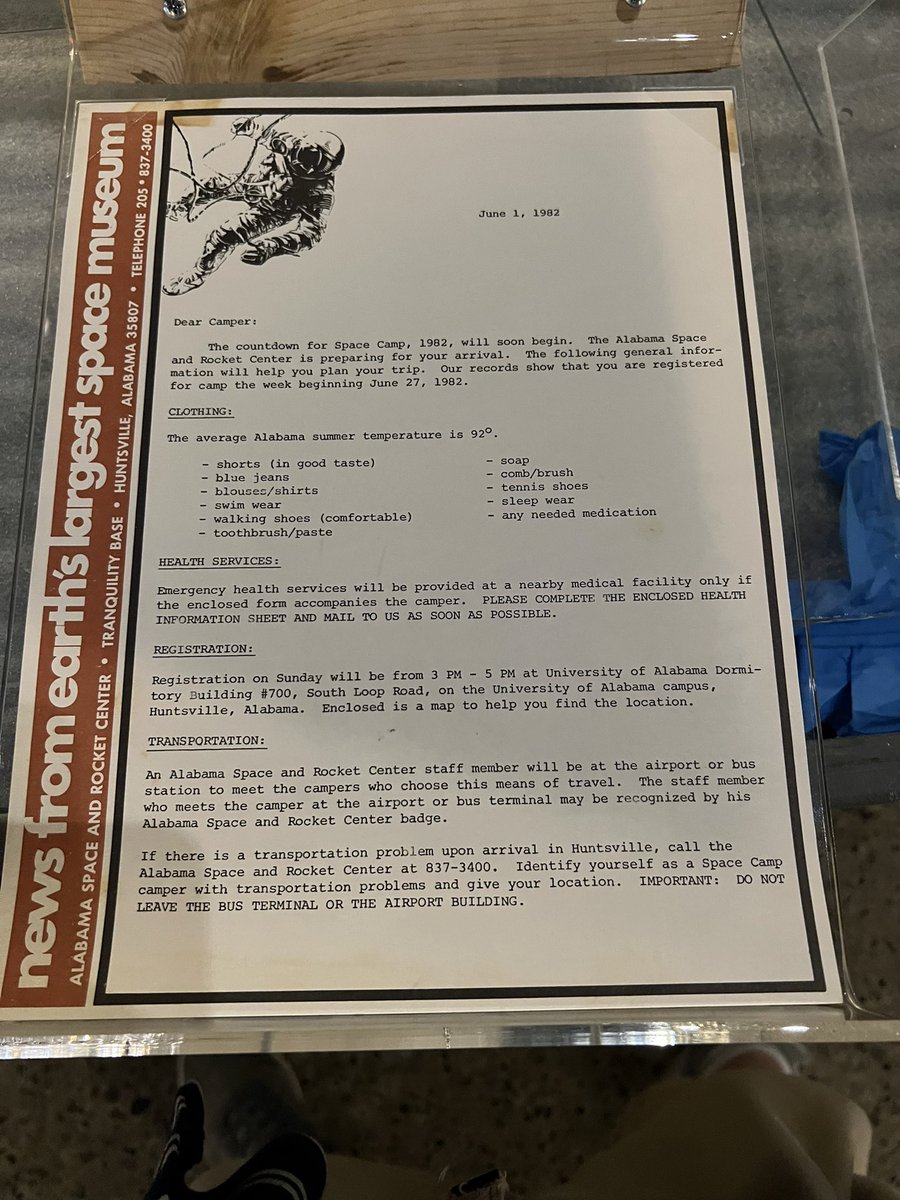 news from earth's largest space museum
ALABAMA SPACE AND ROCKET CENTER • TRANQUILITY BASE • HUNTSVILLE, ALABAMA 35807 • TELEPHONE 205 • 837-3400
June 1, 1982
Dear Camper:
The countdown for Space Camp, 1982, will soon begin. The Alabama Space
and Rocket Center is preparing for your arrival. The following general infor-
mation will help you plan your trip. Our records show that you are registered
for camp the week beginning June 27, 1982.
CLOTHING:
The average Alabama summer temperature is 92°.
- shorts (in good taste)
- blue jeans
- blouses/shirts
- swim wear
- walking shoes (comfortable)
- toothbrush/paste
- soap
- comb/brush
- tennis shoes
- sleep wear
- any needed medication
HEALTH SERVICES:
Emergency health services will be provided at a nearby medical facility only if
the enclosed form accompanies the camper. PLEASE COMPLETE THE ENCLOSED HEALTH
INFORMATION SHEET AND MAIL TO US AS SOON AS POSSIBLE.
REGISTRATION:
Registration on Sunday will be from 3 PM - 5 PM at University of Alabama Dormi-
tory Building #700, South Loop Road, on the University of Alabama campus,
Huntsville, Alabama. Enclosed is a map to help you find the location.
TRANSPORTATION:
An Alabama Space and Rocket Center staff member will be at the airport or bus
station to meet the campers who choose this means of travel. The staff member
who meets the camper at the airport or bus terminal may be recognized by his
Alabama Space and Rocket Center badge.
If there is a transportation problem upon arrival in Huntsville, call the
Alabama Space and Rocket Center at 837-3400. Identify yourself as a Space Camp
camper with transportation problems and give your location. IMPORTANT: DO NOT
LEAVE THE BUS TERMINAL OR THE AIRPORT BUILDING.